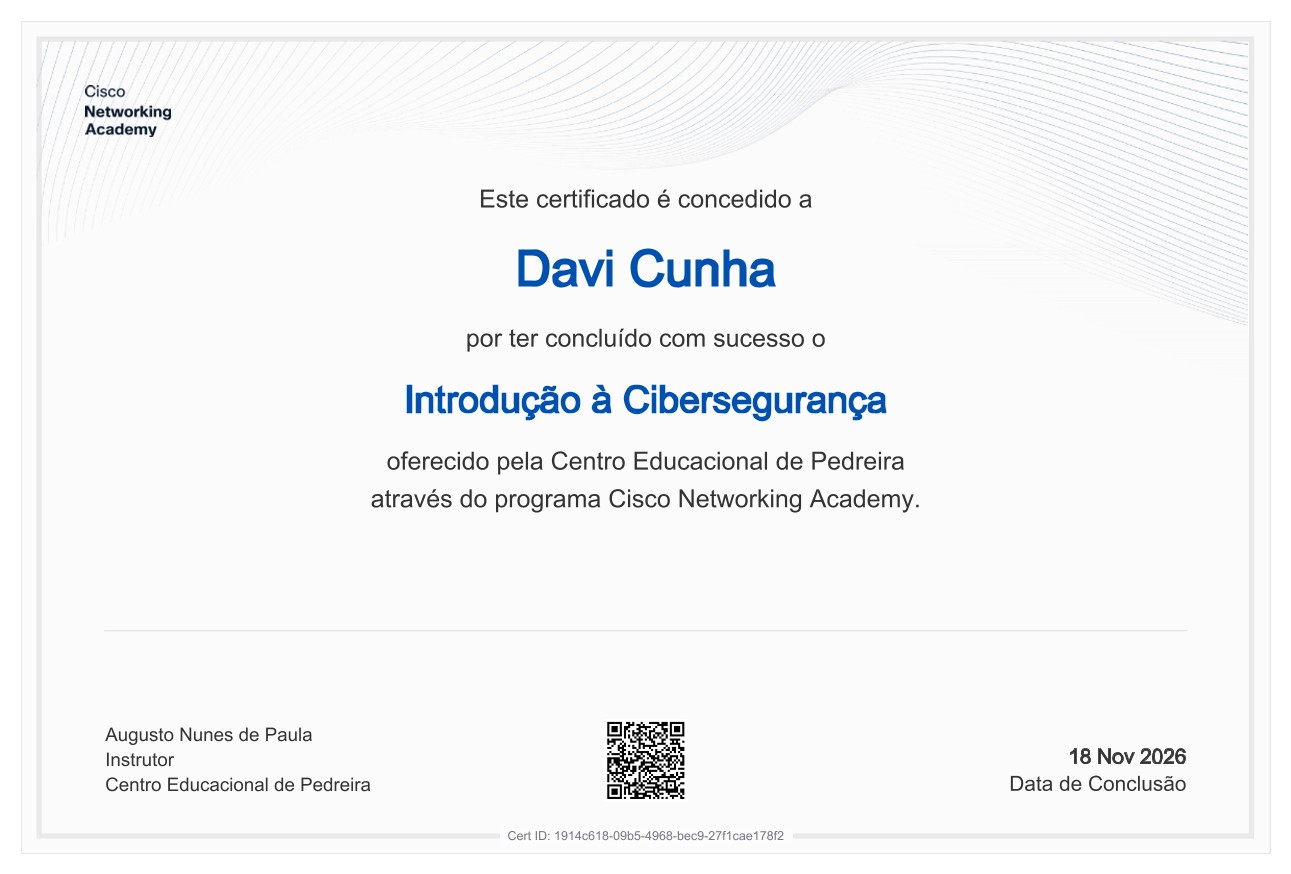 Cisco
Networking
Academy
Este certificado é concedido a
Davi Cunha
por ter concluído com sucesso o
Introdução à Cibersegurança
oferecido pela Centro Educacional de Pedreira
através do programa Cisco Networking Academy.
Augusto Nunes de Paula
Instrutor
Centro Educacional de Pedreira
18 Nov 2026
Data de Conclusão
Cert ID: 1914c618-09b5-4968-bec9-27f1cae178f2